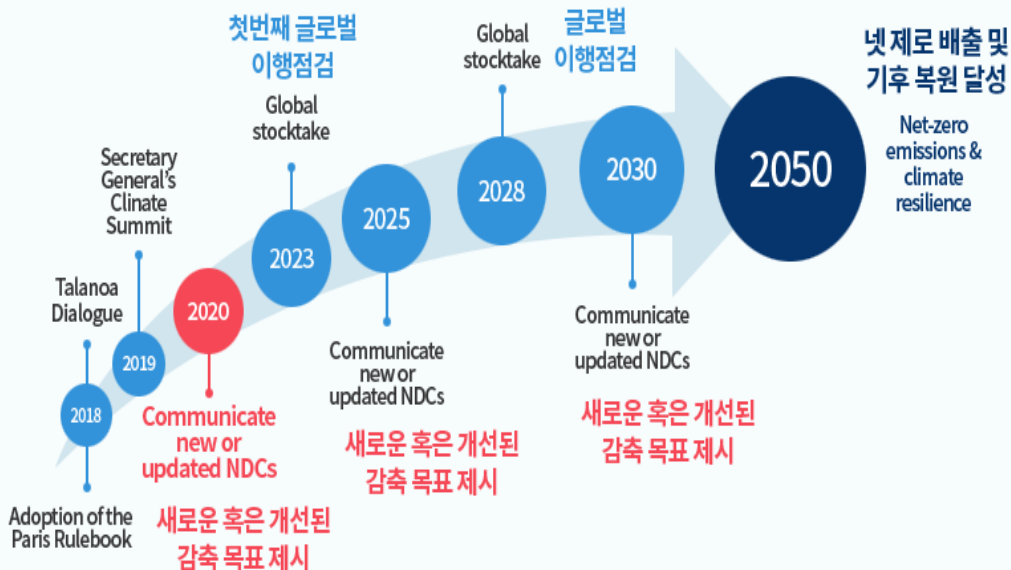 첫번째 글로벌
이행점검
Global
stocktake
Global
stocktake
글로벌
이행점검
넷 제로 배출 및
기후 복원 달성
Net-zero
emissions &
climate
resilience
Secretary
General's
Clinate
Summit
Talanoa
Dialogue
2018
2019
2020
2023
2025
2028
2030
2050
Adoption of the
Paris Rulebook
Communicate
new or
updated NDCs
새로운 혹은 개선된
감축 목표 제시
Communicate
new or
updated NDCs
새로운 혹은 개선된
감축 목표 제시
Communicate
new or
updated NDCs
새로운 혹은 개선된
감축 목표 제시